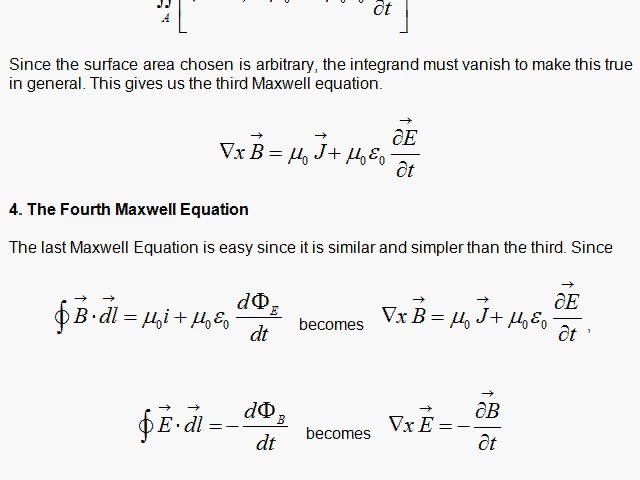 A ∂t
Since the surface area chosen is arbitrary, the integrand must vanish to make this true
in general. This gives us the third Maxwell equation.
∇x B⃗ = μ₀ J⃗ + μ₀ε₀ ∂E⃗/∂t
4. The Fourth Maxwell Equation
The last Maxwell Equation is easy since it is similar and simpler than the third. Since
∮ B⃗ · dl⃗ = μ₀i + μ₀ε₀ dΦ_E/dt becomes ∇x B⃗ = μ₀ J⃗ + μ₀ε₀ ∂E⃗/∂t ,
∮ E⃗ · dl⃗ = − dΦ_B/dt becomes ∇x E⃗ = − ∂B⃗/∂t